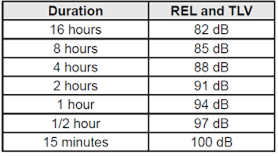 Duration REL and TLV
16 hours 82 dB
8 hours 85 dB
4 hours 88 dB
2 hours 91 dB
1 hour 94 dB
1/2 hour 97 dB
15 minutes 100 dB